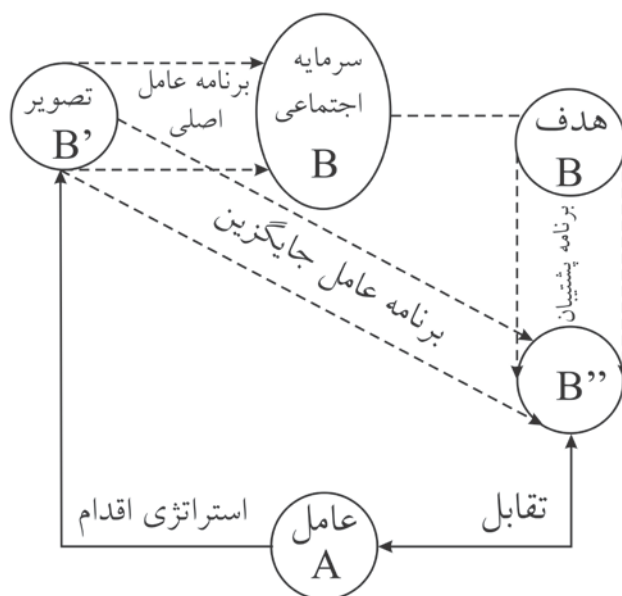 سرمایه
اجتماعی
B
تصویر
B’
برنامه عامل
اصلی
هدف
B
برنامه پشتیبان
برنامه عامل جایگزین
B’’
استراتژی اقدام
تقابل
عامل
A